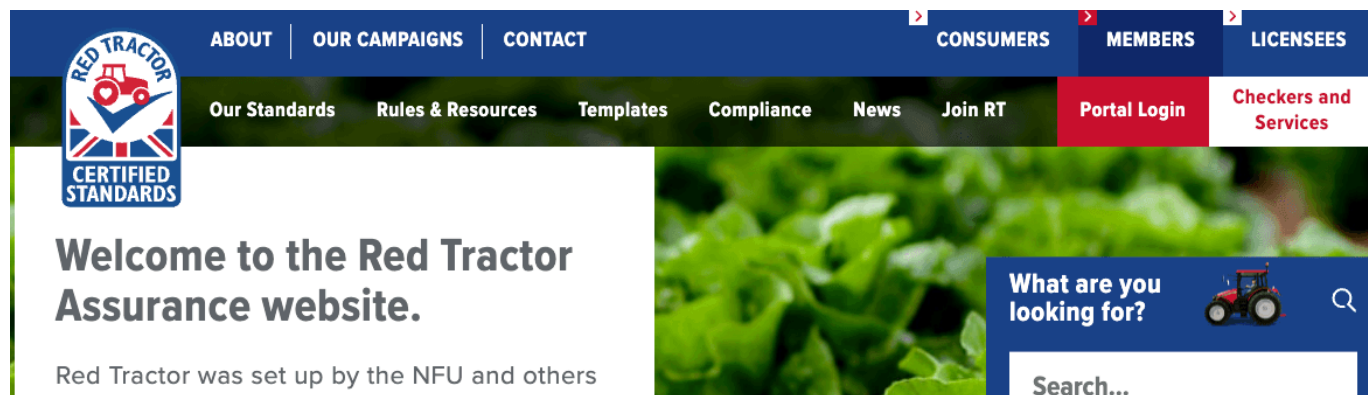 RED TRACTOR
CERTIFIED
STANDARDS
ABOUT OUR CAMPAIGNS CONTACT
CONSUMERS MEMBERS LICENSEES
Our Standards Rules & Resources Templates Compliance News Join RT Portal Login
Checkers and
Services
Welcome to the Red Tractor
Assurance website.
Red Tractor was set up by the NFU and others
What are you
looking for?
Search...